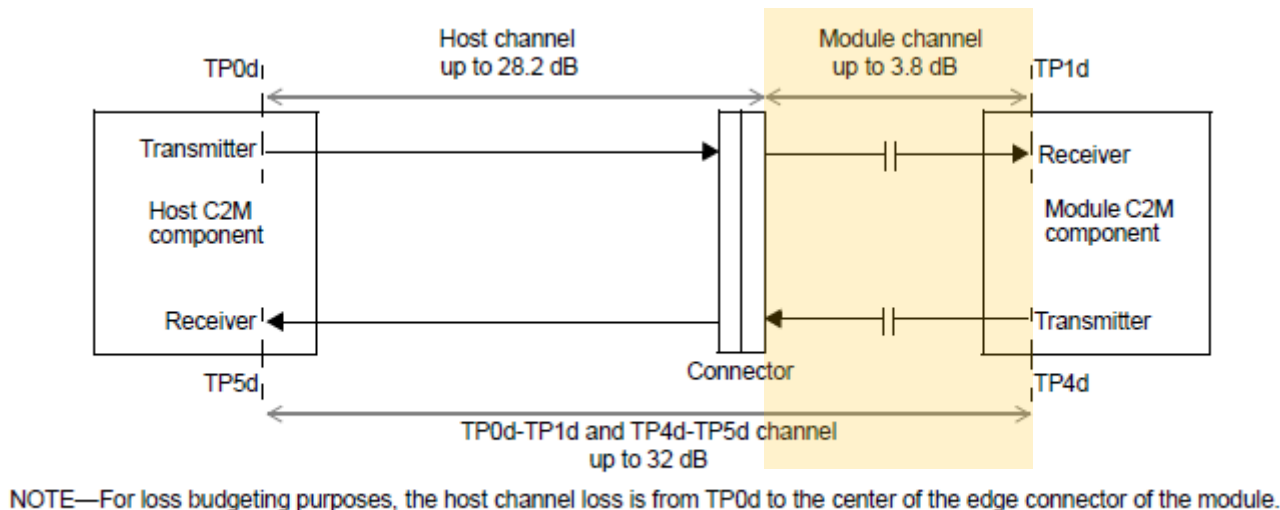 Host channel
up to 28.2 dB
Module channel
up to 3.8 dB
TP0d
TP1d
Transmitter
Receiver
Host C2M
component
Module C2M
component
Receiver
Transmitter
Connector
TP5d
TP4d
TP0d-TP1d and TP4d-TP5d channel
up to 32 dB
NOTE—For loss budgeting purposes, the host channel loss is from TP0d to the center of the edge connector of the module.